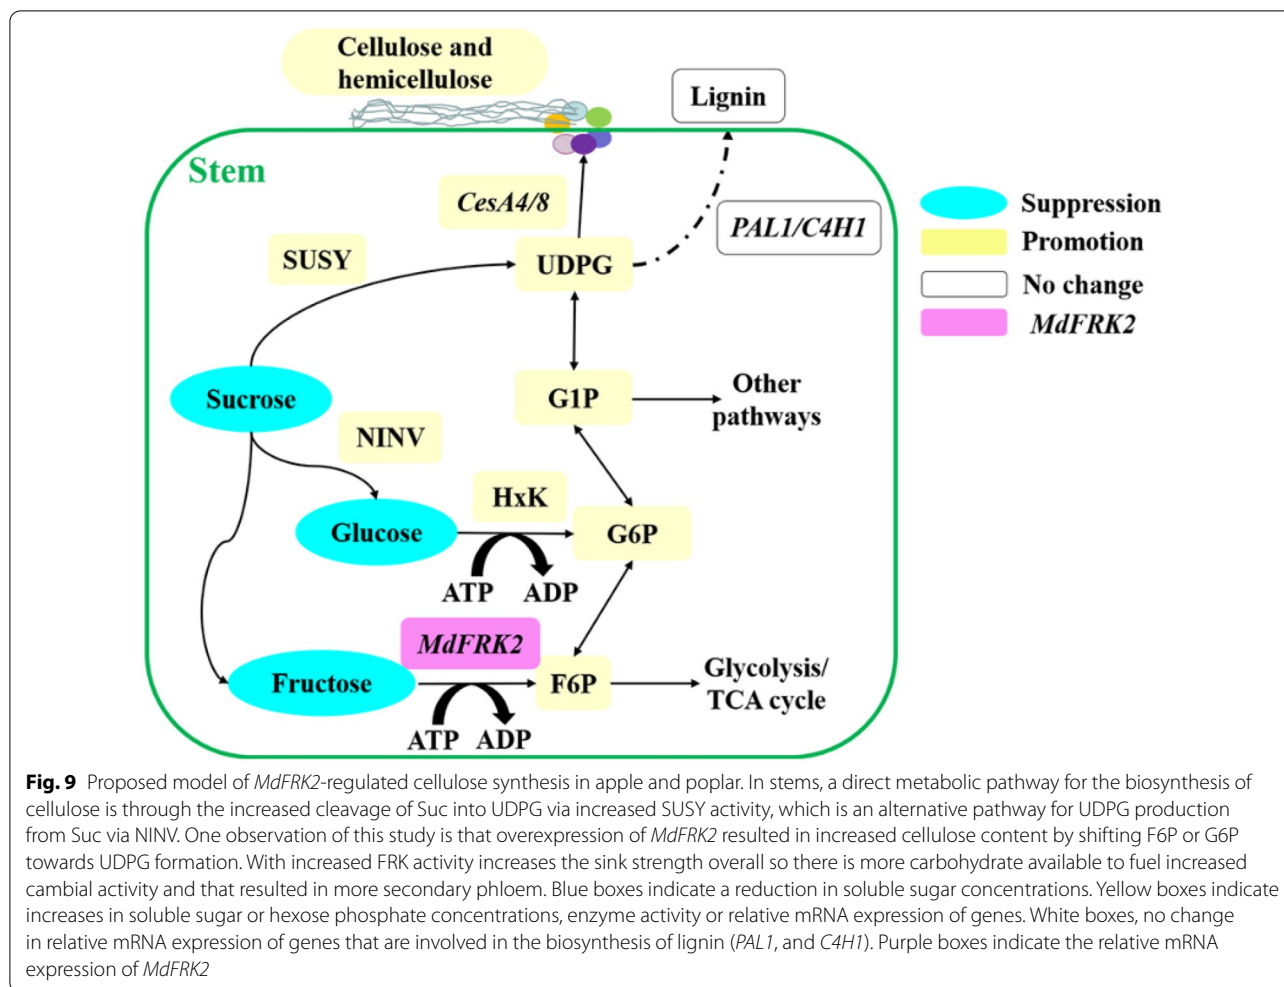 Cellulose and
hemicellulose
Lignin
Stem
CesA4/8
PAL1/C4H1
SUSY
UDPG
Suppression
Promotion
No change
MdFRK2
Sucrose
G1P
Other
pathways
NINV
HxK
Glucose
G6P
ATP
ADP
MdFRK2
Fructose
F6P
Glycolysis/
TCA cycle
ATP
ADP
Fig. 9 Proposed model of MdFRK2-regulated cellulose synthesis in apple and poplar. In stems, a direct metabolic pathway for the biosynthesis of
cellulose is through the increased cleavage of Suc into UDPG via increased SUSY activity, which is an alternative pathway for UDPG production
from Suc via NINV. One observation of this study is that overexpression of MdFRK2 resulted in increased cellulose content by shifting F6P or G6P
towards UDPG formation. With increased FRK activity increases the sink strength overall so there is more carbohydrate available to fuel increased
cambial activity and that resulted in more secondary phloem. Blue boxes indicate a reduction in soluble sugar concentrations. Yellow boxes indicate
increases in soluble sugar or hexose phosphate concentrations, enzyme activity or relative mRNA expression of genes. White boxes, no change
in relative mRNA expression of genes that are involved in the biosynthesis of lignin (PAL1, and C4H1). Purple boxes indicate the relative mRNA
expression of MdFRK2